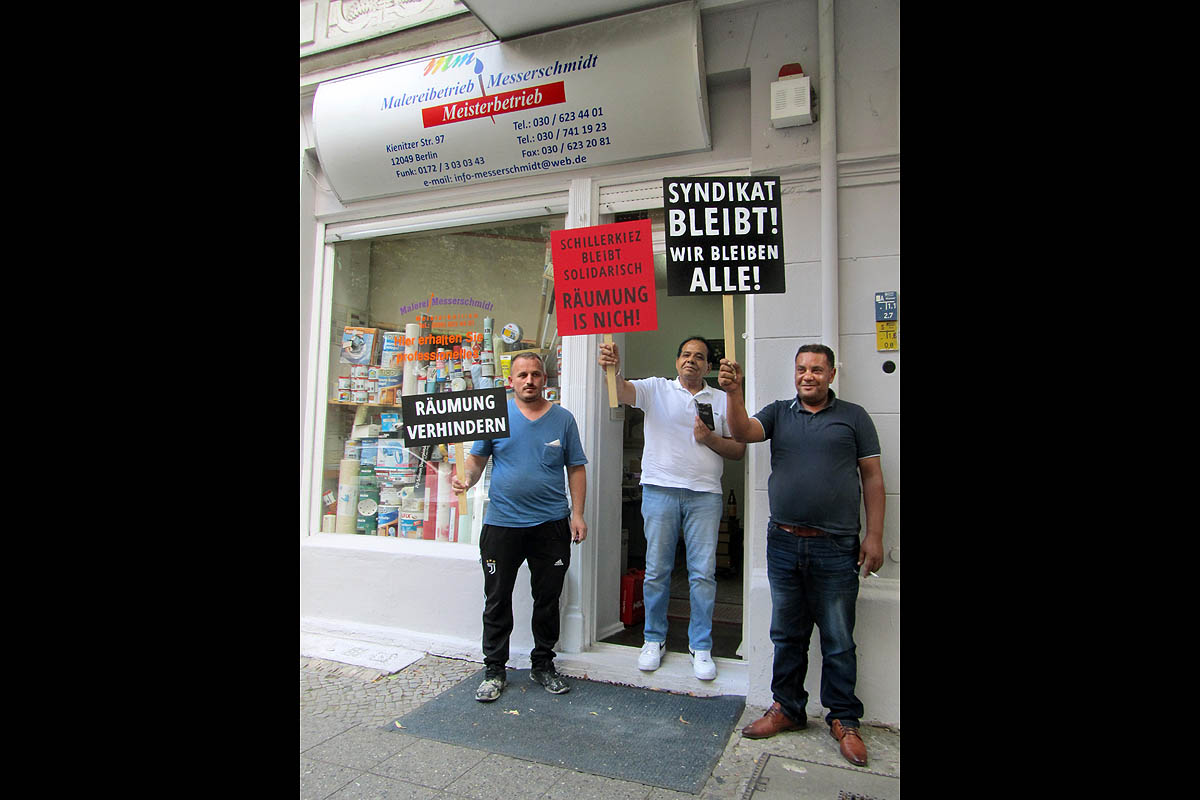 mm
Malereibetrieb Messerschmidt
Meisterbetrieb
Kienitzer Str. 97
12049 Berlin
Funk: 0172 / 3 03 03 43
Tel.: 030 / 623 44 01
Tel.: 030 / 741 19 23
Fax: 030 / 623 20 81
e-mail: info-messerschmidt@web.de
SYNDIKAT
BLEIBT!
WIR BLEIBEN
ALLE!
SCHILLERKIEZ
BLEIBT
SOLIDARISCH
RÄUMUNG
IS NICH!
Malerei Messerschmidt
Hier erhalten Sie
professionelle
RÄUMUNG
VERHINDERN